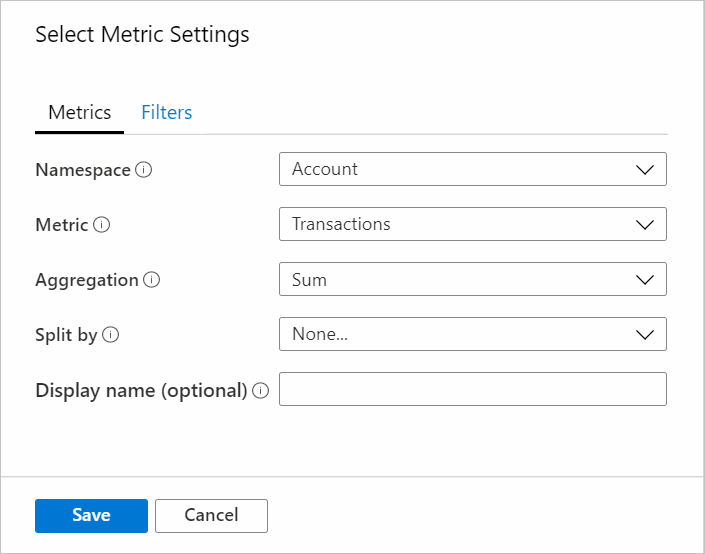 Select Metric Settings
Metrics Filters
Namespace Account
Metric Transactions
Aggregation Sum
Split by None...
Display name (optional)
Save Cancel